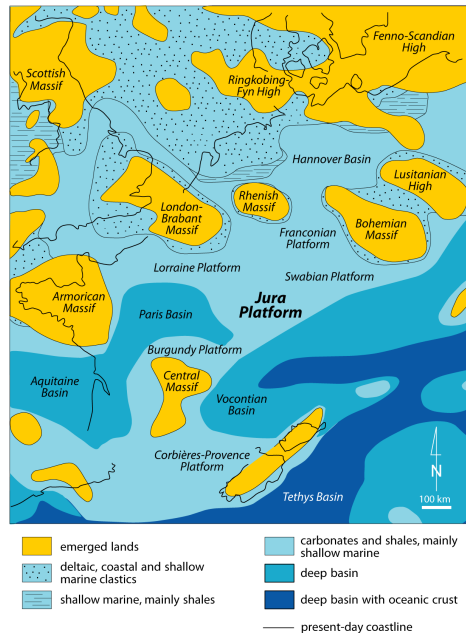 Fenno-Scandian
High
Scottish
Massif
Ringkobing-
Fyn High
Hannover Basin
Lusitanian
High
London-
Brabant
Massif
Rhenish
Massif
Franconian
Platform
Bohemian
Massif
Lorraine Platform
Swabian Platform
Armorican
Massif
Paris Basin
Jura
Platform
Burgundy Platform
Aquitaine
Basin
Central
Massif
Vocontian
Basin
Corbières-Provence
Platform
Tethys Basin
N
100 km
emerged lands
deltaic, coastal and shallow
marine clastics
shallow marine, mainly shales
carbonates and shales, mainly
shallow marine
deep basin
deep basin with oceanic crust
present-day coastline